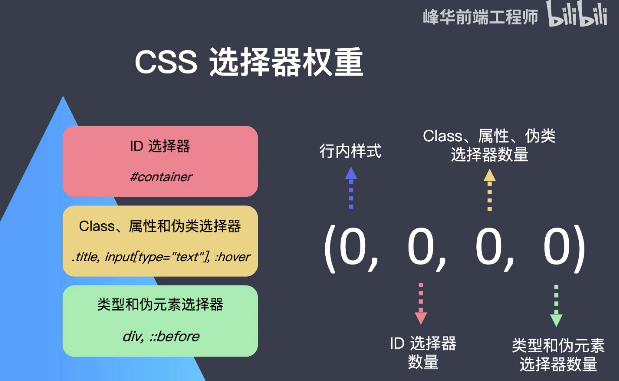 峰华前端工程师 bilibili
CSS 选择器权重
ID 选择器
#container
Class、属性和伪类选择器
.title, input[type="text"], :hover
类型和伪元素选择器
div, ::before
行内样式
Class、属性、伪类
选择器数量
(0, 0, 0, 0)
ID 选择器
数量
类型和伪元素
选择器数量